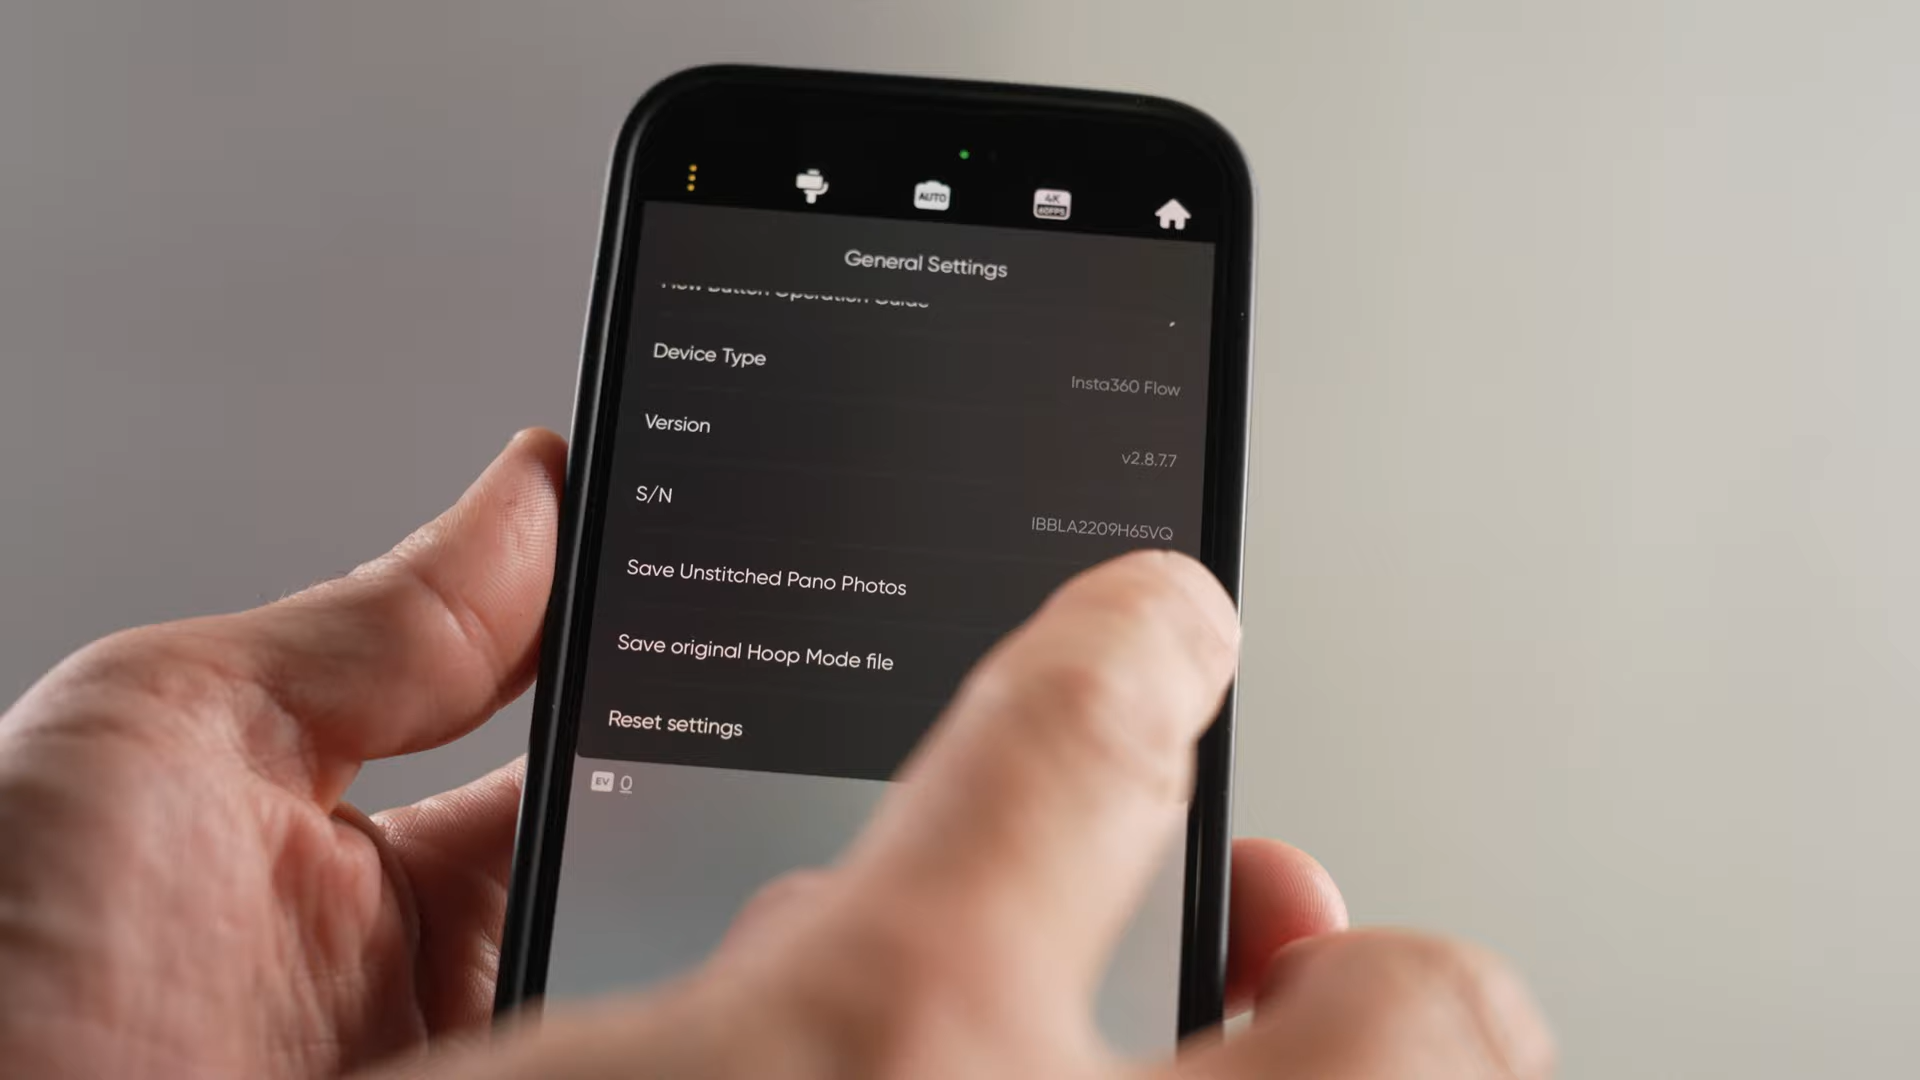 AUTO
4K
60FPS
General Settings
Flow Button Operation Guide
Device Type
Insta360 Flow
Version
v2.8.7.7
S/N
IBBLA2209H65VQ
Save Unstitched Pano Photos
Save original Hoop Mode file
Reset settings
EV 0